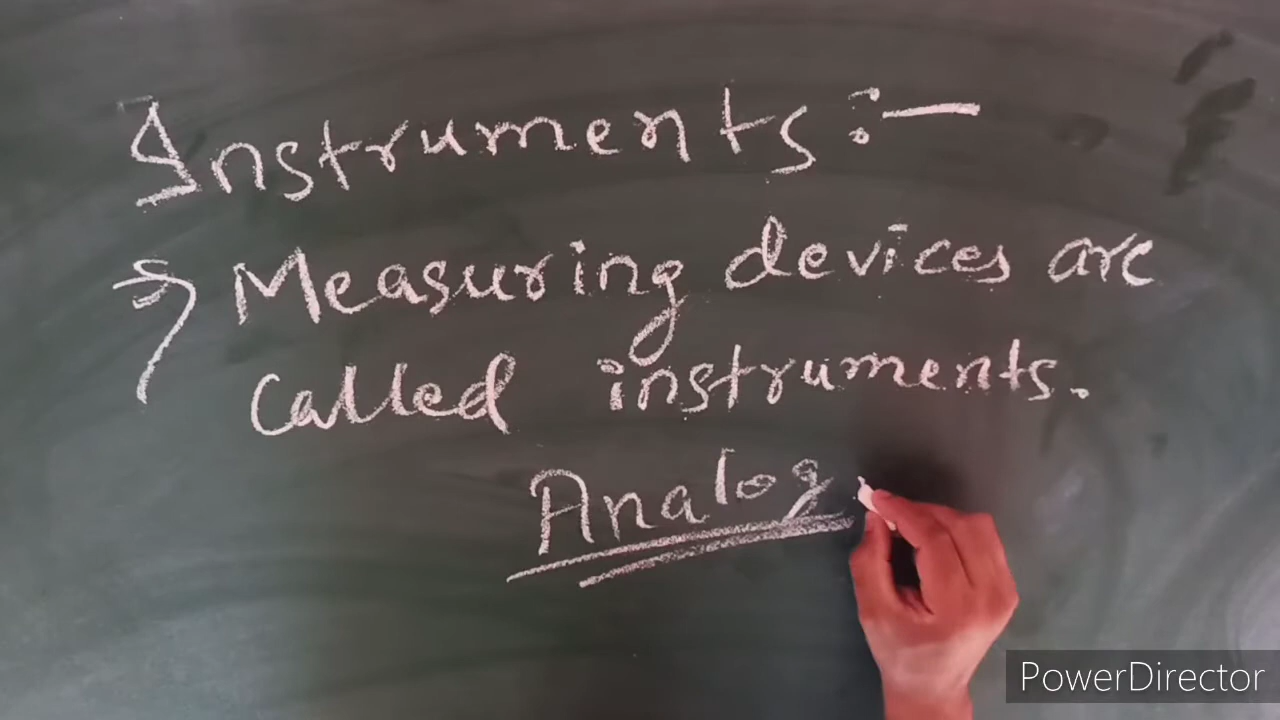 Instruments :-
→ Measuring devices are
called instruments.
Analog
PowerDirector